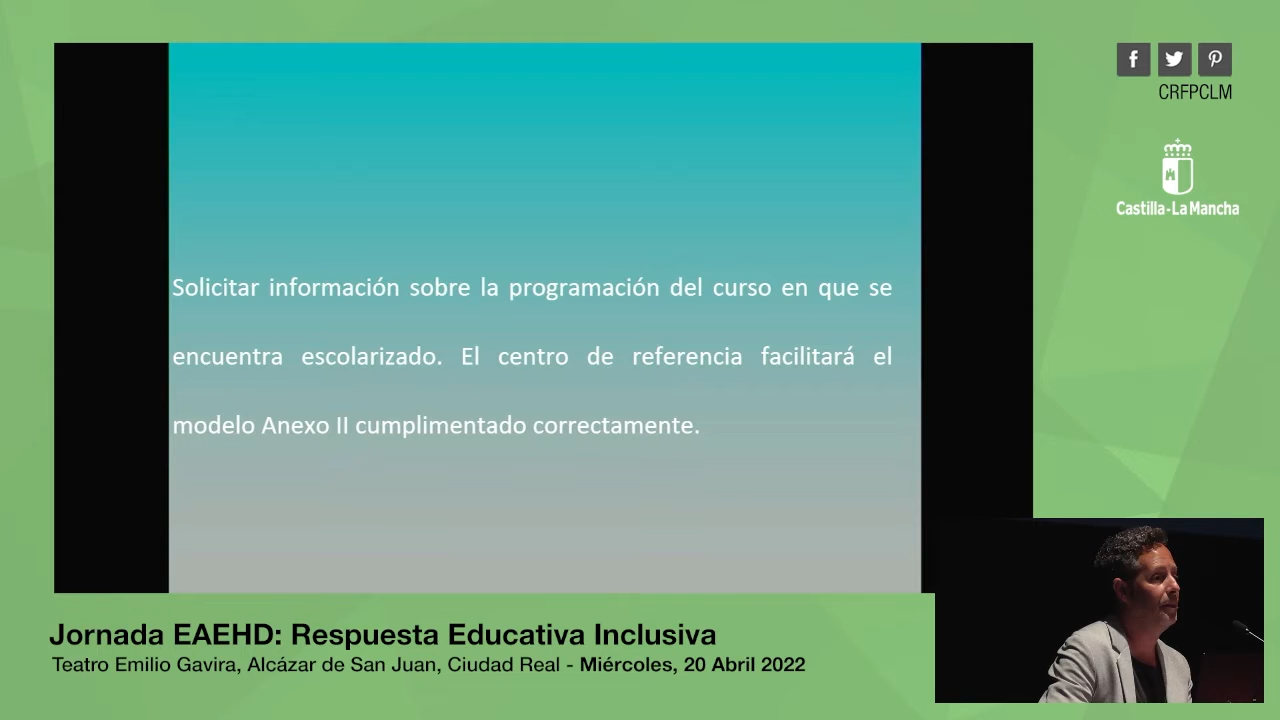 Solicitar información sobre la programación del curso en que se
encuentra escolarizado. El centro de referencia facilitará el
modelo Anexo II cumplimentado correctamente.
CRFPCLM
Castilla-La Mancha
Jornada EAEHD: Respuesta Educativa Inclusiva
Teatro Emilio Gavira, Alcázar de San Juan, Ciudad Real - Miércoles, 20 Abril 2022